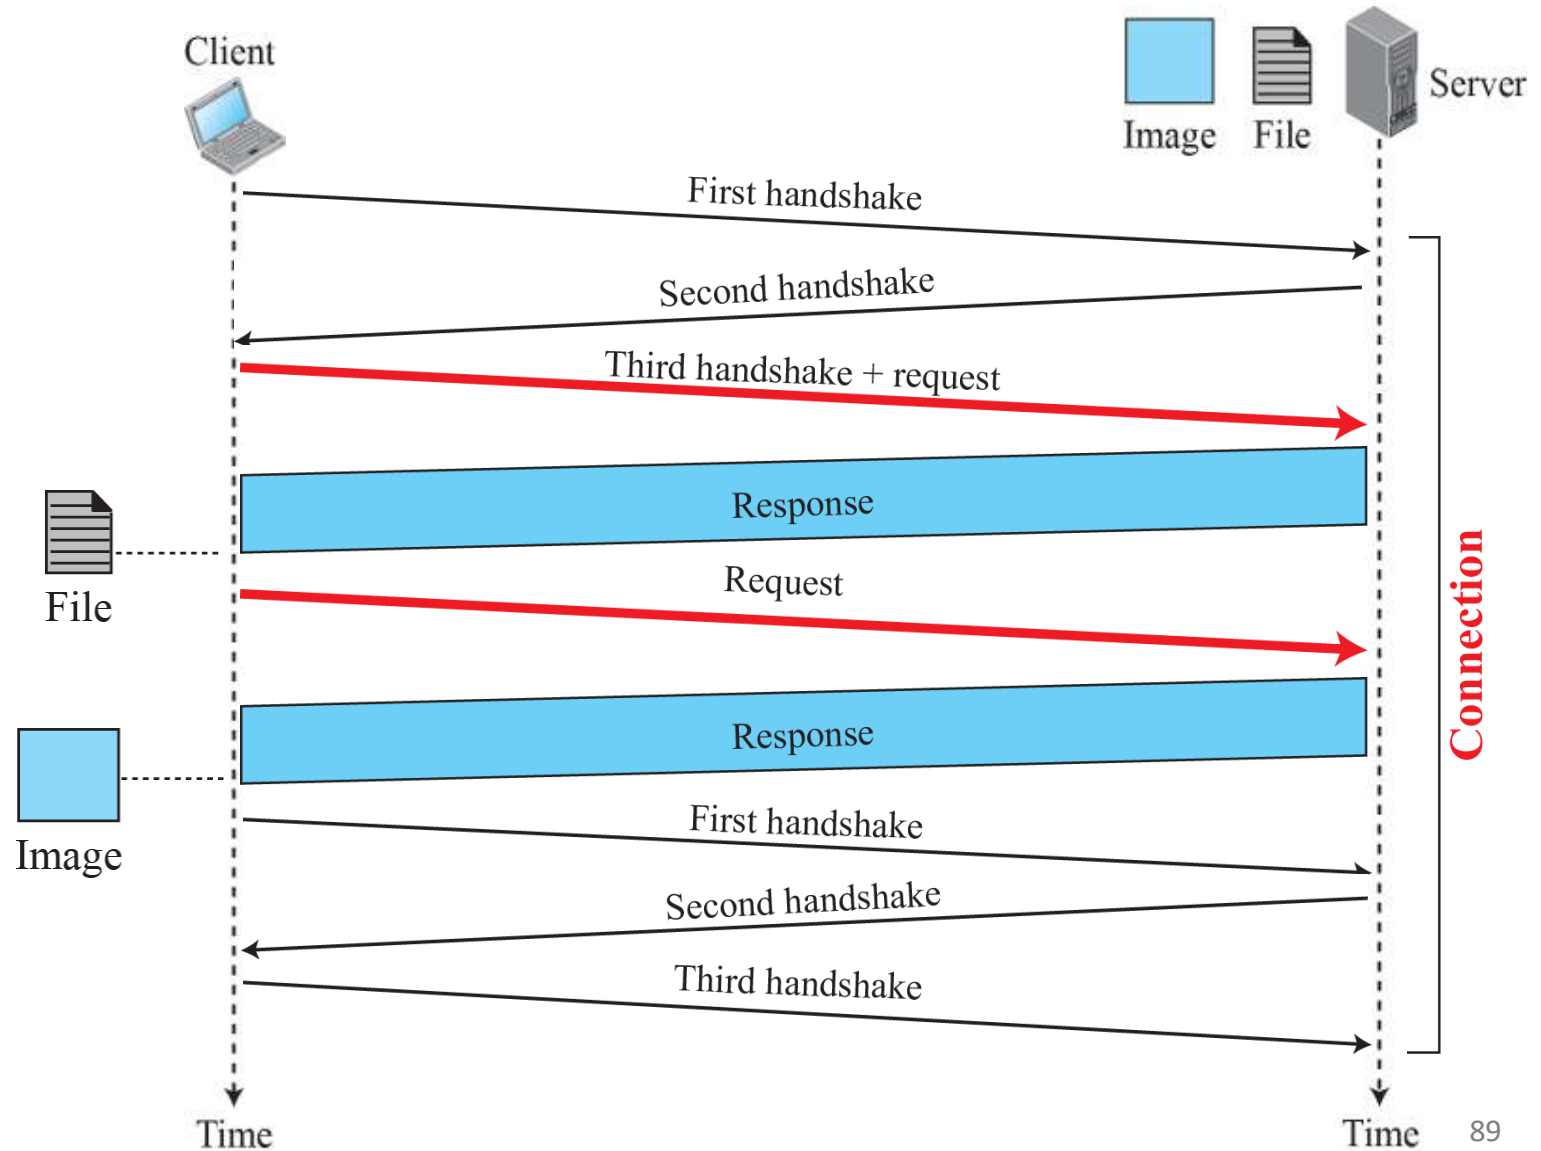 Client
Image
File
Server
First handshake
Second handshake
Third handshake + request
Response
File
Request
Response
Image
Connection
First handshake
Second handshake
Third handshake
Time
Time
89